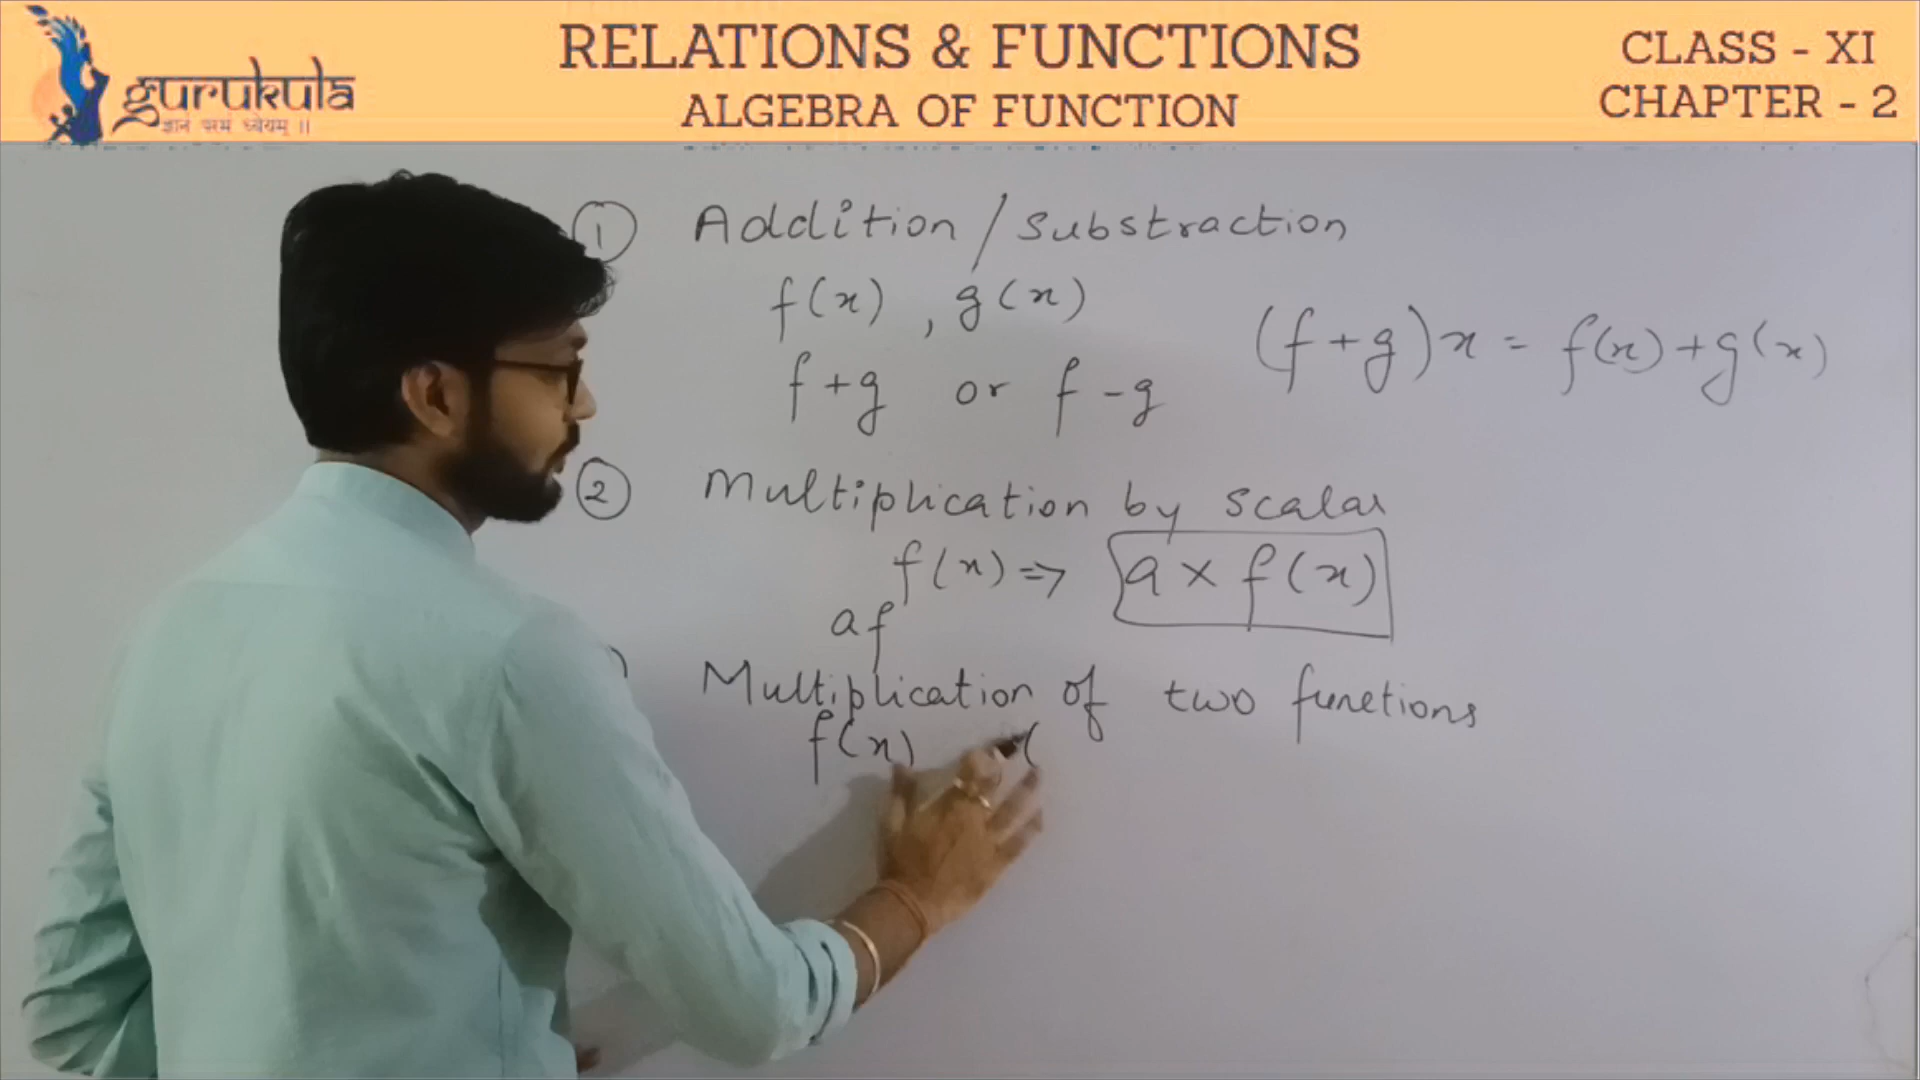 RELATIONS & FUNCTIONS
ALGEBRA OF FUNCTION
CLASS - XI
CHAPTER - 2
gurukula
ज्ञान परमं ध्येयम् ॥
1 Addition / Substraction
f(x) , g(x)
f+g or f-g
(f+g)x = f(x)+g(x)
2 Multiplication by scalar
f(x) => a x f(x)
af
Multiplication of two functions
f(x)